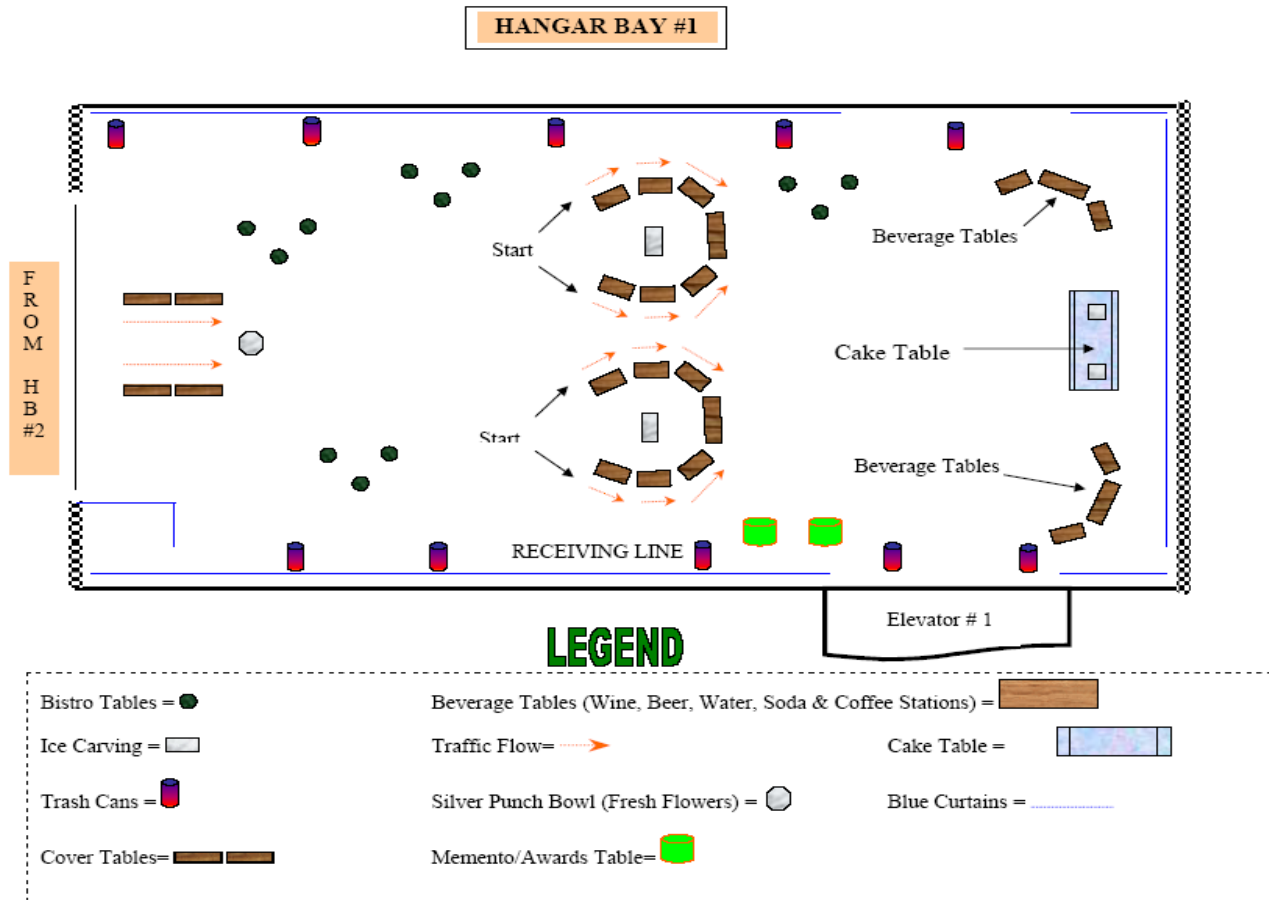 HANGAR BAY #1
Start
Beverage Tables
FROM HB #2
Cake Table
Start
Beverage Tables
RECEIVING LINE
Elevator # 1
LEGEND
Bistro Tables =
Beverage Tables (Wine, Beer, Water, Soda & Coffee Stations) =
Ice Carving =
Traffic Flow=
Cake Table =
Trash Cans =
Silver Punch Bowl (Fresh Flowers) =
Blue Curtains =
Cover Tables=
Memento/Awards Table=